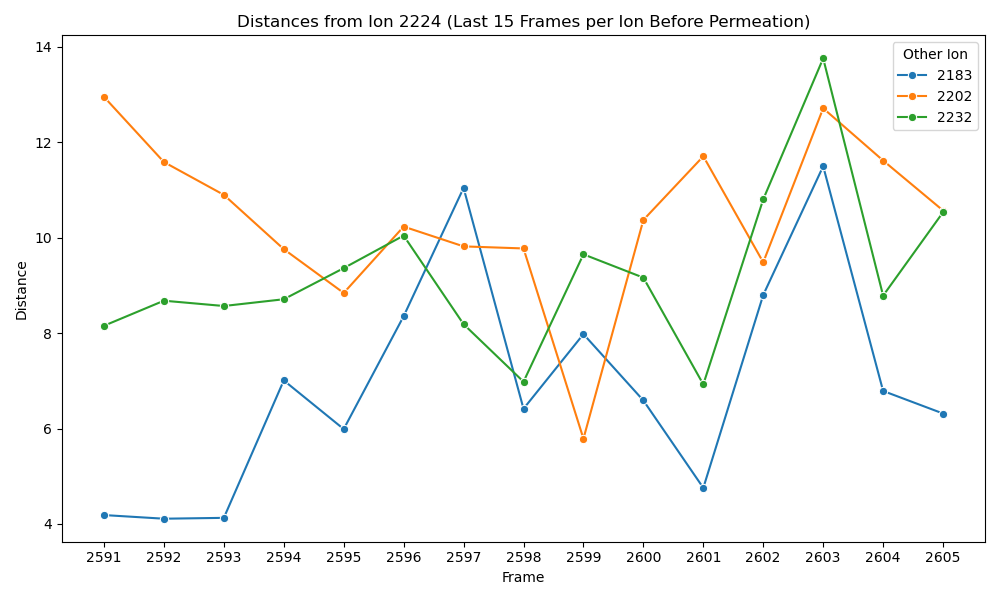 Distances from Ion 2224 (Last 15 Frames per Ion Before Permeation)
Other Ion
2183
2202
2232
Distance
14
12
10
8
6
4
2591 2592 2593 2594 2595 2596 2597 2598 2599 2600 2601 2602 2603 2604 2605
Frame